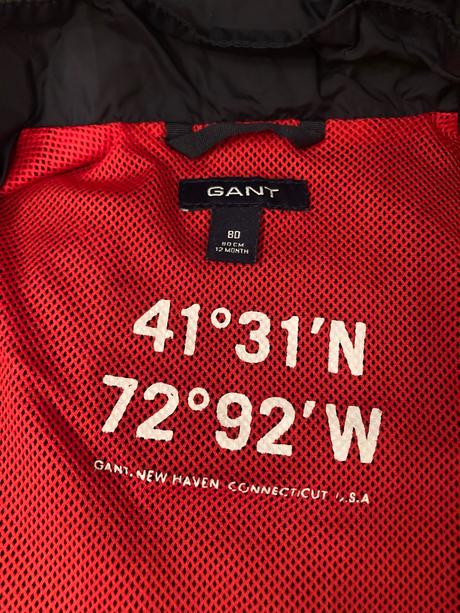 GANT
80
80 CM
12 MONTH
41°31'N
72°92'W
GANT, NEW HAVEN CONNECTICUT U.S.A